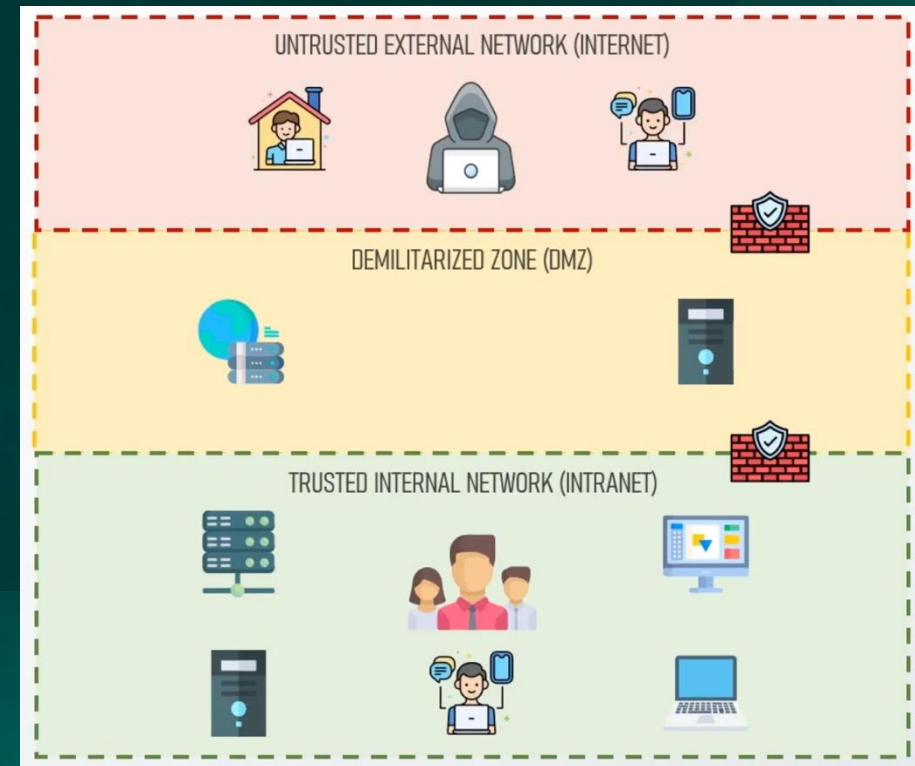 UNTRUSTED EXTERNAL NETWORK (INTERNET)
DEMILITARIZED ZONE (DMZ)
TRUSTED INTERNAL NETWORK (INTRANET)